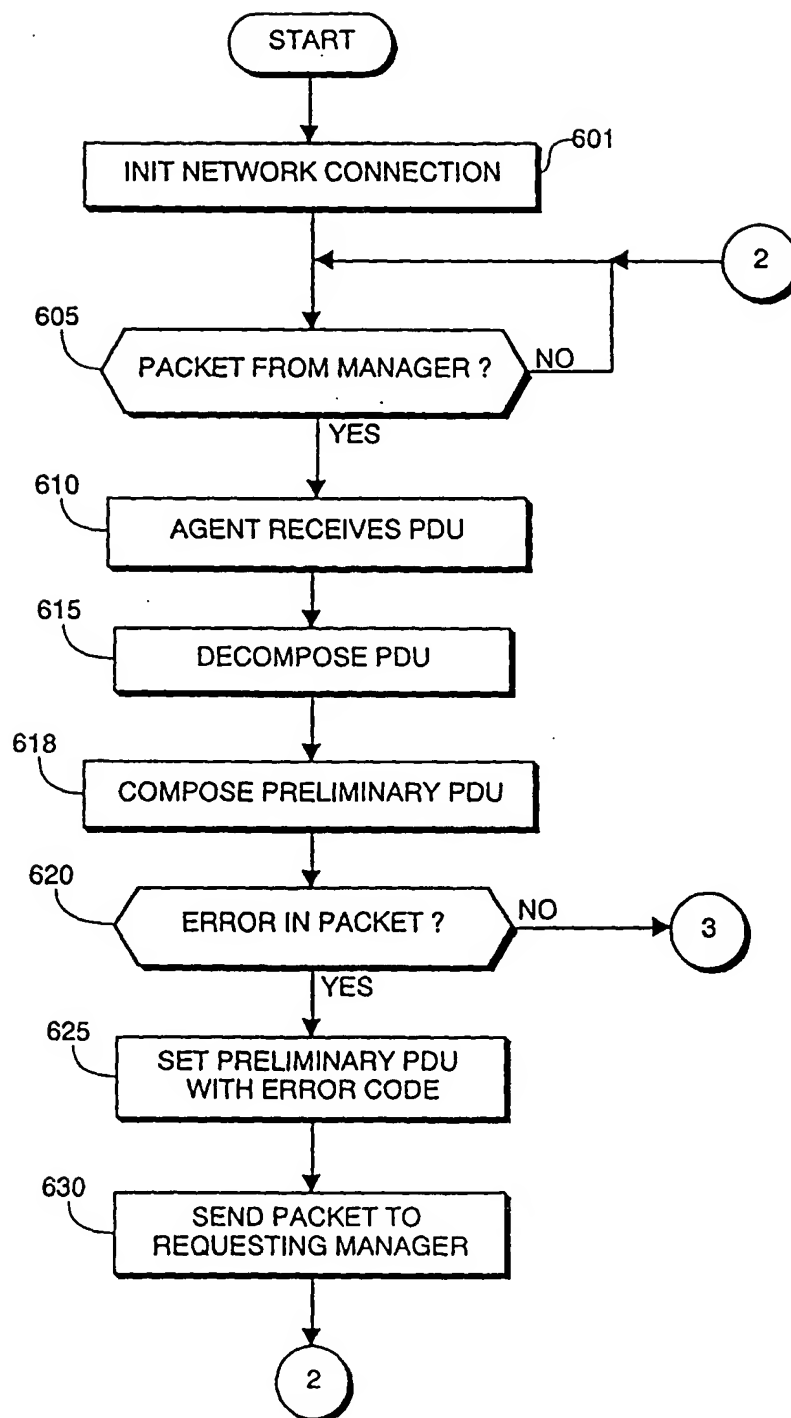 START
INIT NETWORK CONNECTION
601
2
605
PACKET FROM MANAGER ?
NO
YES
610
AGENT RECEIVES PDU
615
DECOMPOSE PDU
618
COMPOSE PRELIMINARY PDU
620
ERROR IN PACKET ?
NO
3
YES
625
SET PRELIMINARY PDU
WITH ERROR CODE
630
SEND PACKET TO
REQUESTING MANAGER
2